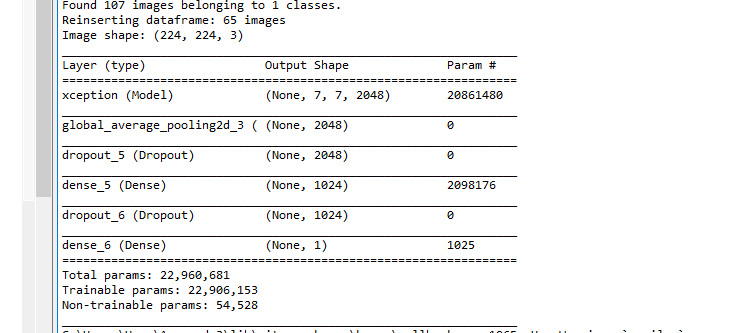 Found 107 images belonging to 1 classes.
Reinserting dataframe: 65 images
Image shape: (224, 224, 3)
Layer (type) Output Shape Param #
xception (Model) (None, 7, 7, 2048) 20861480
global_average_pooling2d_3 ( (None, 2048) 0
dropout_5 (Dropout) (None, 2048) 0
dense_5 (Dense) (None, 1024) 2098176
dropout_6 (Dropout) (None, 1024) 0
dense_6 (Dense) (None, 1) 1025
Total params: 22,960,681
Trainable params: 22,906,153
Non-trainable params: 54,528